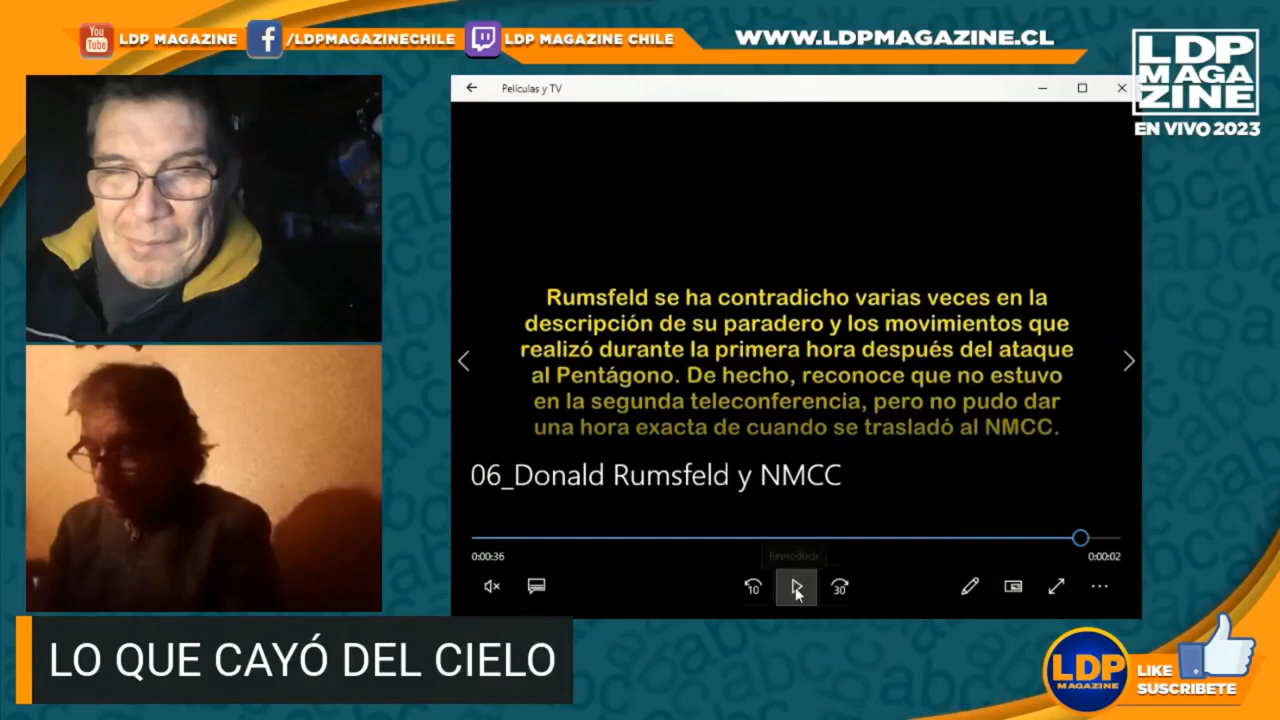 You
Tube
LDP MAGAZINE
/LDPMAGAZINECHILE
LDP MAGAZINE CHILE
WWW.LDPMAGAZINE.CL
LDP
MAGA
ZINE
EN VIVO 2023
Películas y TV
Rumsfeld se ha contradicho varias veces en la
descripción de su paradero y los movimientos que
realizó durante la primera hora después del ataque
al Pentágono. De hecho, reconoce que no estuvo
en la segunda teleconferencia, pero no pudo dar
una hora exacta de cuando se trasladó al NMCC.
06_Donald Rumsfeld y NMCC
0:00:36
Reproducir
0:00:02
10
30
LO QUE CAYÓ DEL CIELO
LDP
MAGAZINE
LIKE
SUSCRIBETE